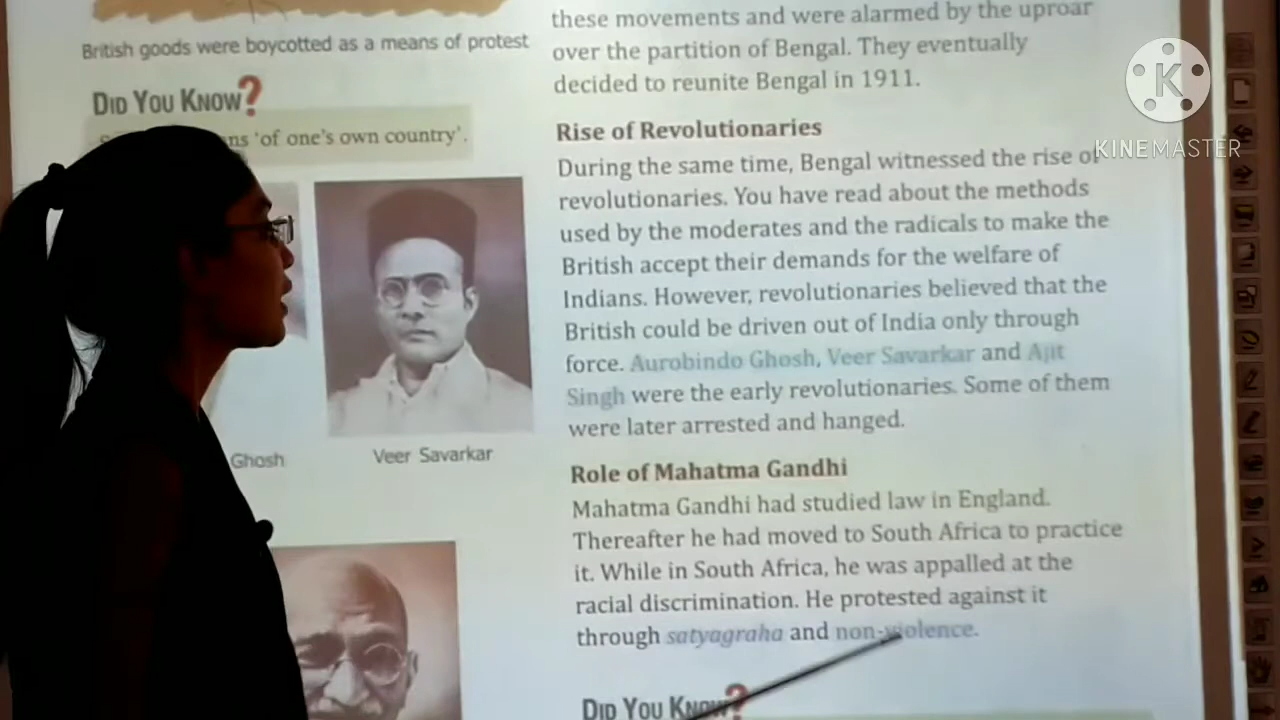 British goods were boycotted as a means of protest
DID YOU KNOW?
'of one's own country'.
Ghosh
Veer Savarkar
these movements and were alarmed by the uproar
over the partition of Bengal. They eventually
decided to reunite Bengal in 1911.
Rise of Revolutionaries
During the same time, Bengal witnessed the rise of
revolutionaries. You have read about the methods
used by the moderates and the radicals to make the
British accept their demands for the welfare of
Indians. However, revolutionaries believed that the
British could be driven out of India only through
force. Aurobindo Ghosh, Veer Savarkar and Ajit
Singh were the early revolutionaries. Some of them
were later arrested and hanged.
Role of Mahatma Gandhi
Mahatma Gandhi had studied law in England.
Thereafter he had moved to South Africa to practice
it. While in South Africa, he was appalled at the
racial discrimination. He protested against it
through satyagraha and non-violence.
DID YOU KNOW?
K
KINEMASTER